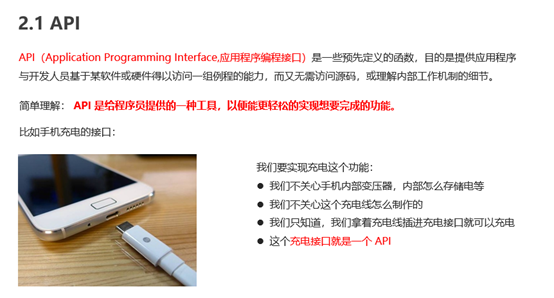 2.1 API
API（Application Programming Interface,应用程序编程接口）是一些预先定义的函数，目的是提供应用程序
与开发人员基于某软件或硬件得以访问一组例程的能力，而又无需访问源码，或理解内部工作机制的细节。
简单理解： API 是给程序员提供的一种工具，以便能更轻松的实现想要完成的功能。
比如手机充电的接口：
我们要实现充电这个功能：
● 我们不关心手机内部变压器，内部怎么存储电等
● 我们不关心这个充电线怎么制作的
● 我们只知道，我们拿着充电线插进充电接口就可以充电
● 这个充电接口就是一个 API